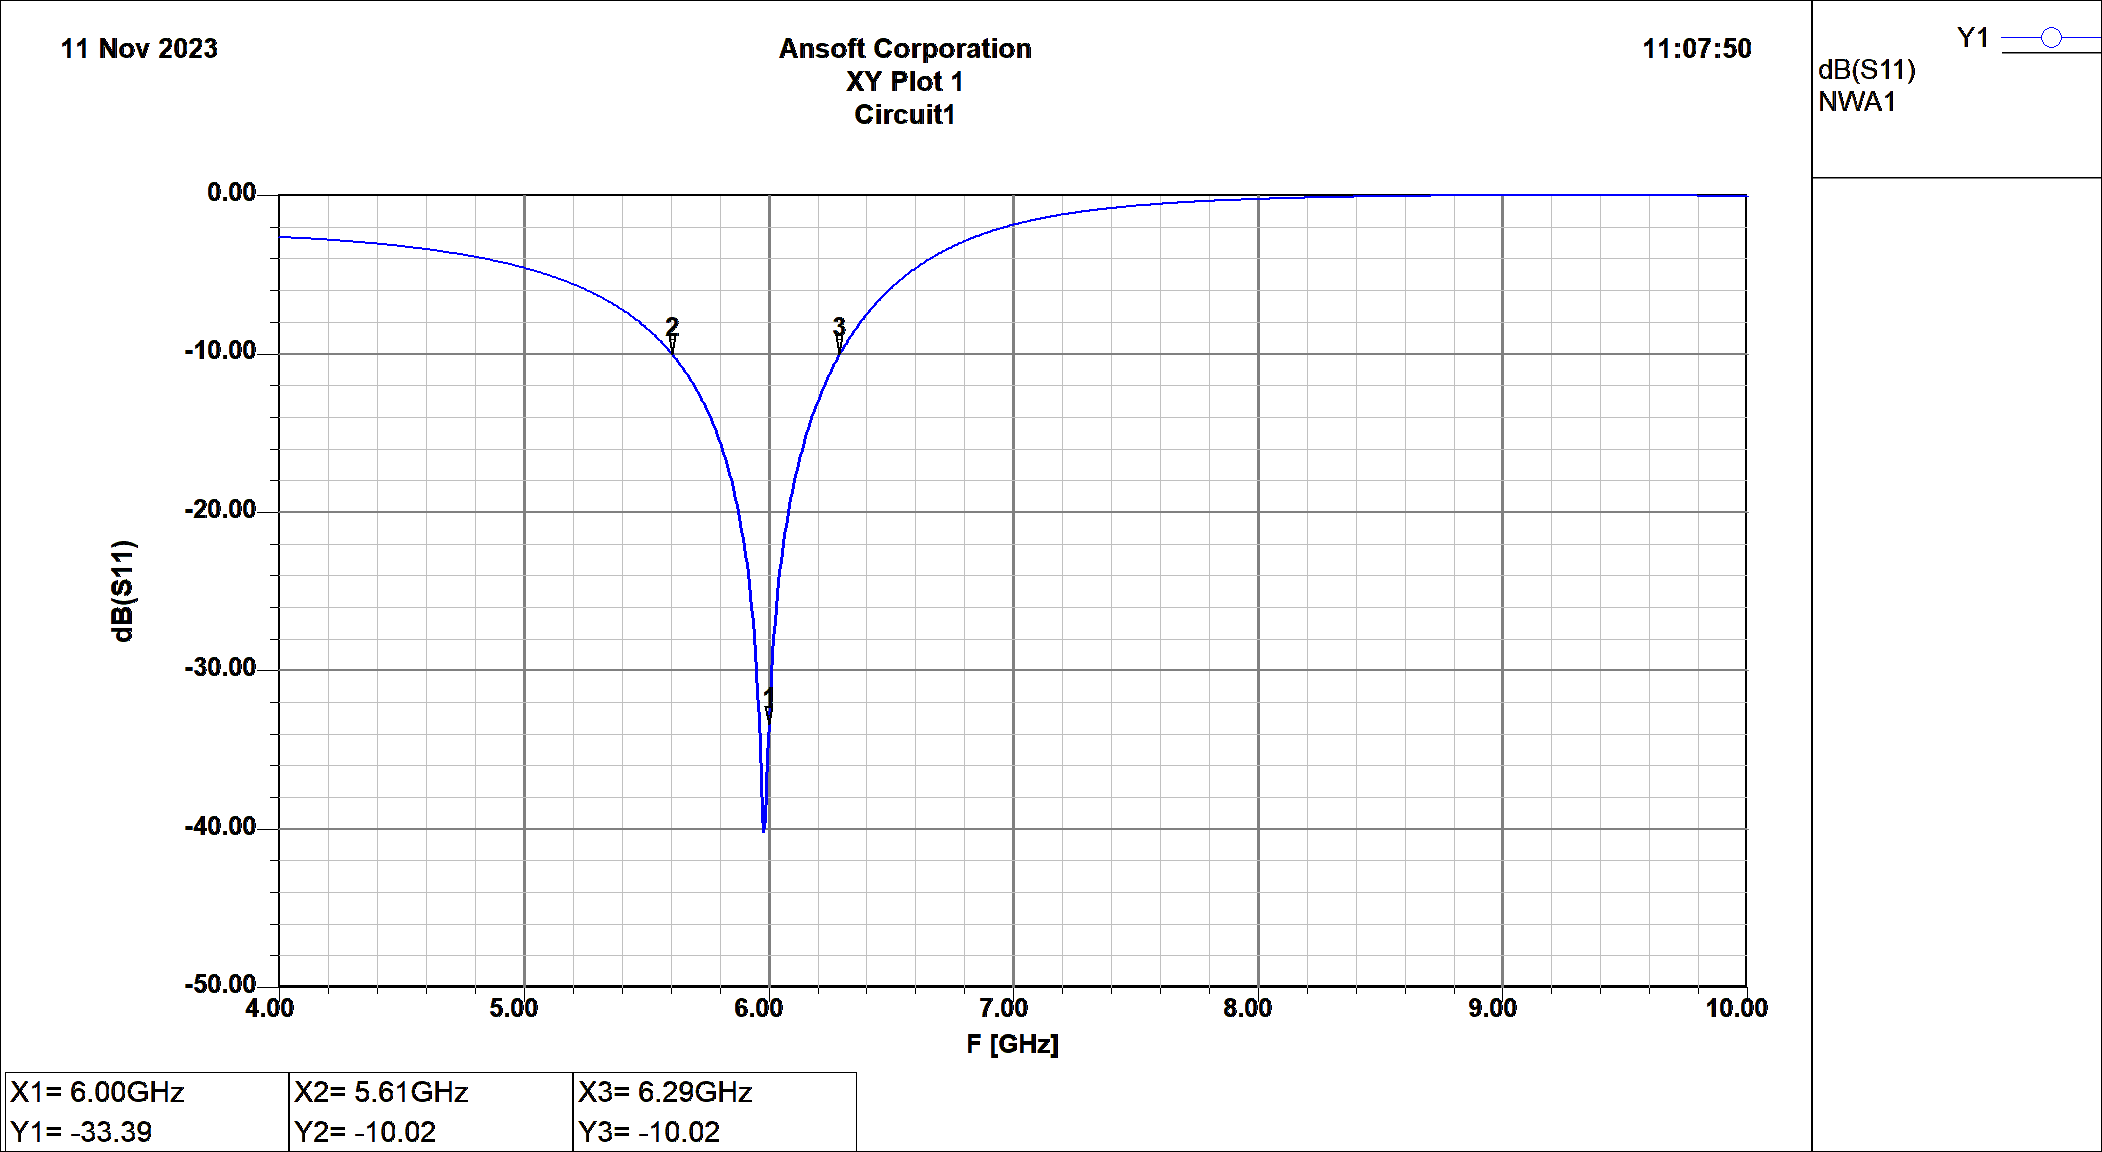 11 Nov 2023
Ansoft Corporation
11:07:50
XY Plot 1
Circuit1
Y1
dB(S11)
NWA1
0.00
-10.00
-20.00
-30.00
-40.00
-50.00
dB(S11)
2
3
1
4.00
5.00
6.00
7.00
8.00
9.00
10.00
F [GHz]
X1= 6.00GHz
Y1= -33.39
X2= 5.61GHz
Y2= -10.02
X3= 6.29GHz
Y3= -10.02